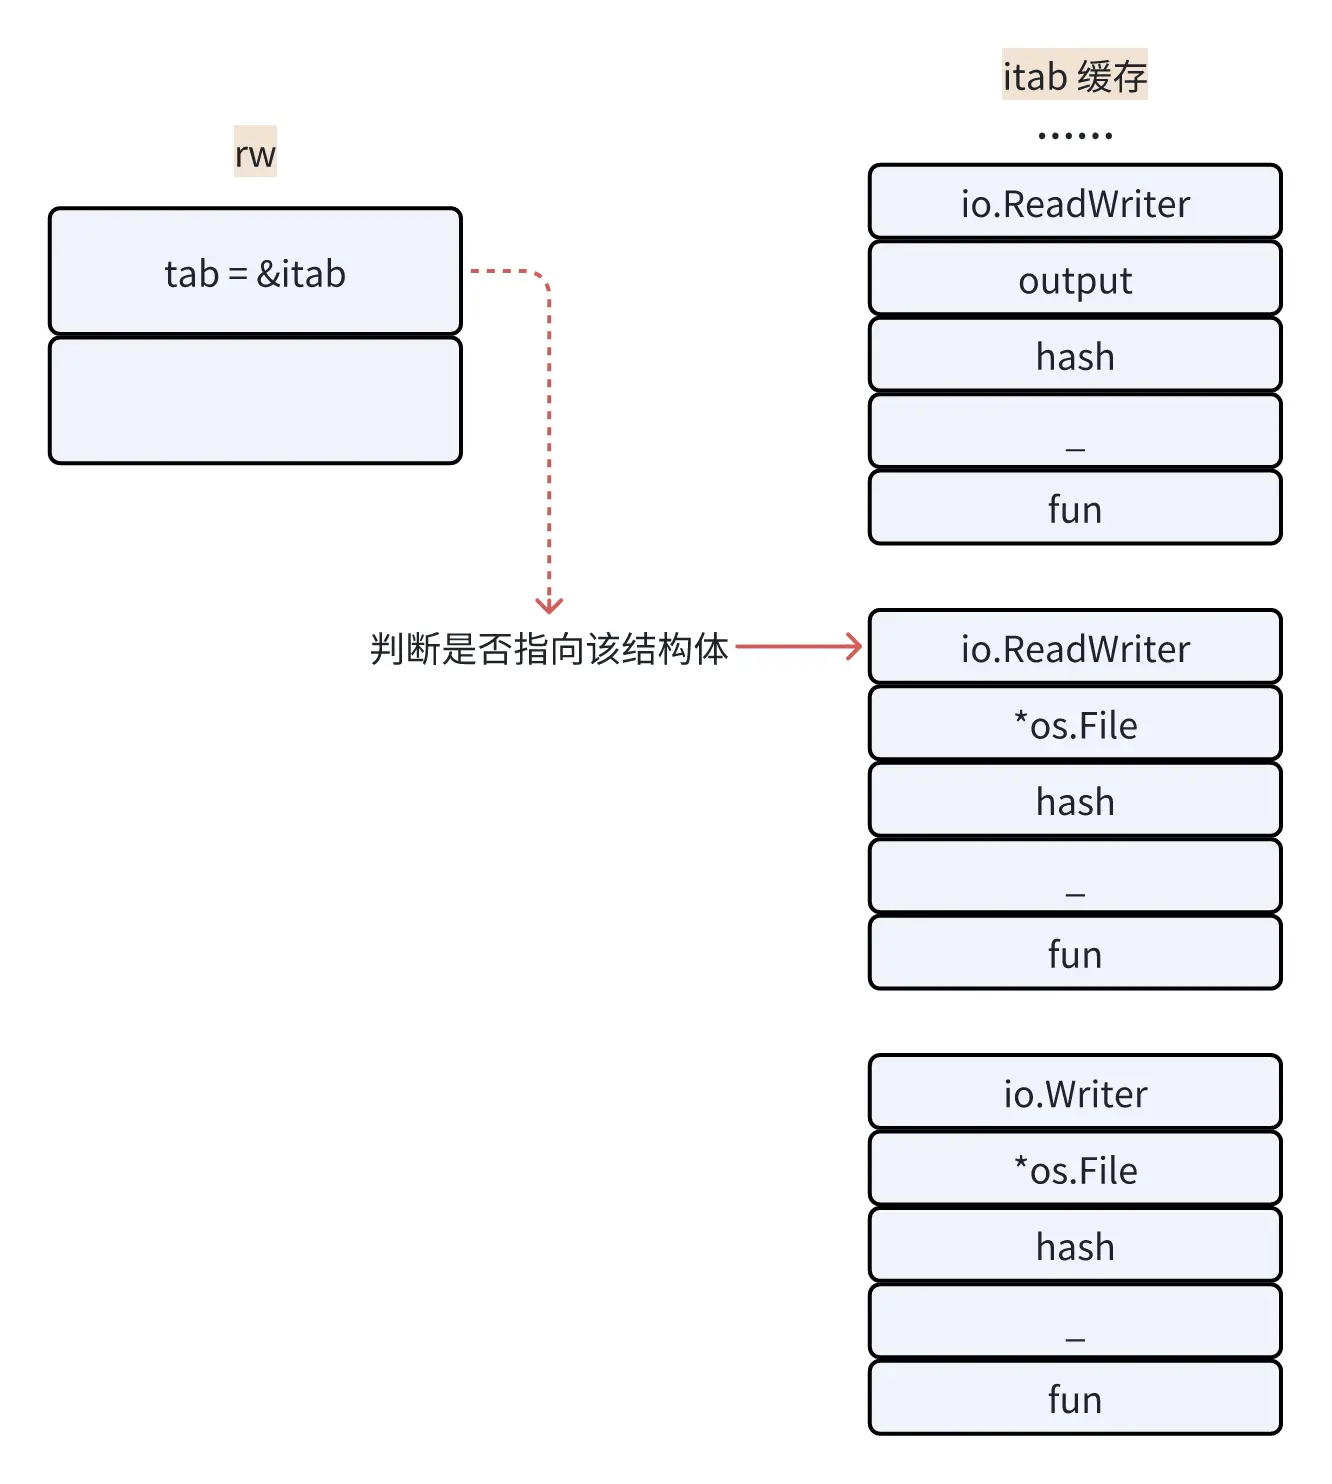 rw
tab = &itab
判断是否指向该结构体
itab 缓存
......
io.ReadWriter
output
hash
_
fun
io.ReadWriter
*os.File
hash
_
fun
io.Writer
*os.File
hash
_
fun